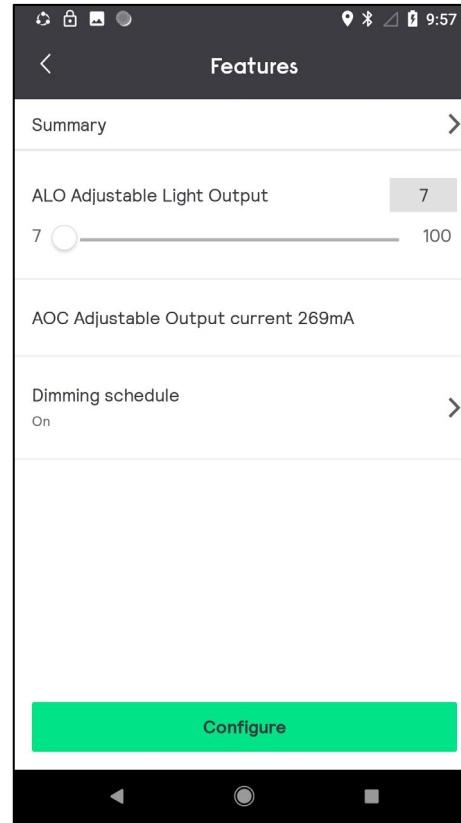 9:57
Features
Summary
ALO Adjustable Light Output 7
7 100
AOC Adjustable Output current 269mA
Dimming schedule
On
Configure